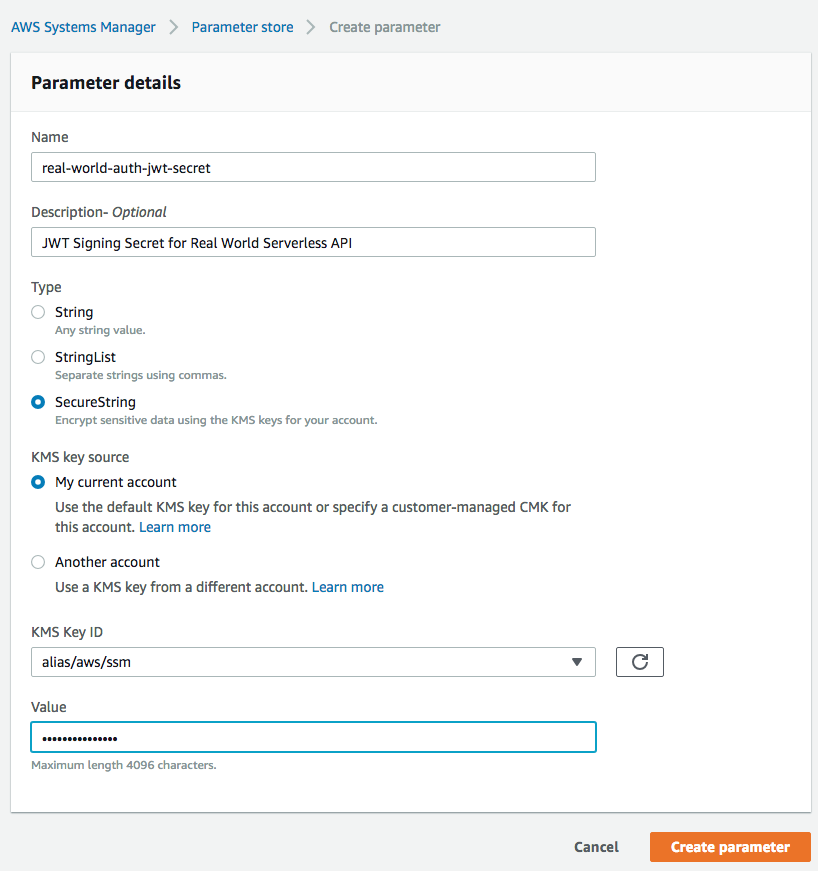 AWS Systems Manager > Parameter store > Create parameter
Parameter details
Name
real-world-auth-jwt-secret
Description- Optional
JWT Signing Secret for Real World Serverless API
Type
String
Any string value.
StringList
Separate strings using commas.
SecureString
Encrypt sensitive data using the KMS keys for your account.
KMS key source
My current account
Use the default KMS key for this account or specify a customer-managed CMK for
this account. Learn more
Another account
Use a KMS key from a different account. Learn more
KMS Key ID
alias/aws/ssm
Value
•••••••••••••••
Maximum length 4096 characters.
Cancel
Create parameter